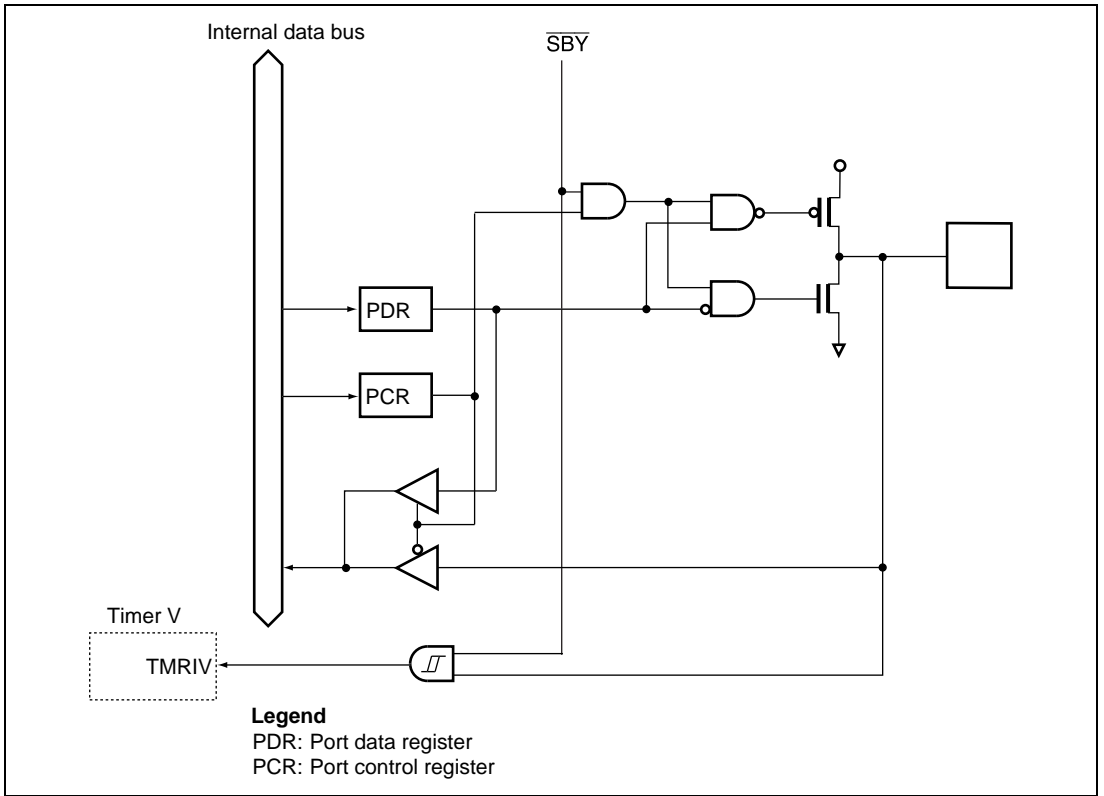 Internal data bus
SBY
PDR
PCR
Timer V
TMRIV
Legend
PDR: Port data register
PCR: Port control register